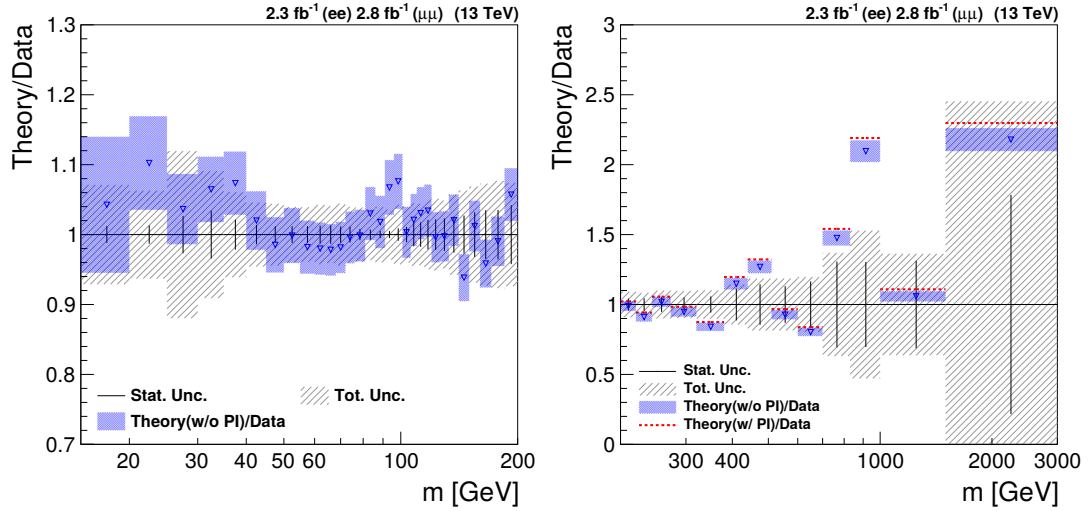 2.3 fb⁻¹ (ee) 2.8 fb⁻¹ (μμ) (13 TeV)
Theory/Data
1.3
1.2
1.1
1
0.9
0.8
0.7
Stat. Unc.
Tot. Unc.
Theory(w/o PI)/Data
20 30 40 50 60 100 200
m [GeV]
2.3 fb⁻¹ (ee) 2.8 fb⁻¹ (μμ) (13 TeV)
Theory/Data
3
2.5
2
1.5
1
0.5
0
Stat. Unc.
Tot. Unc.
Theory(w/o PI)/Data
Theory(w/ PI)/Data
300 400 1000 2000 3000
m [GeV]